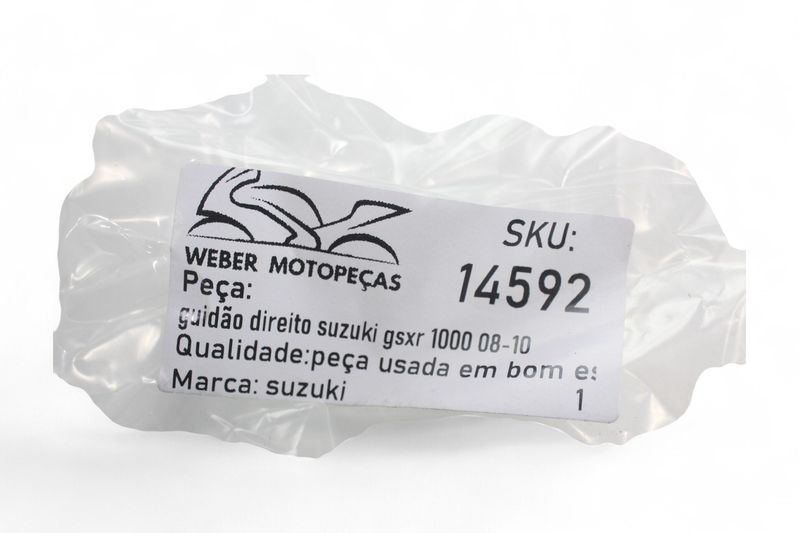 WEBER MOTOPEÇAS
SKU:
14592
Peça:
guidão direito suzuki gsxr 1000 08-10
Qualidade:peça usada em bom es
Marca: suzuki
1